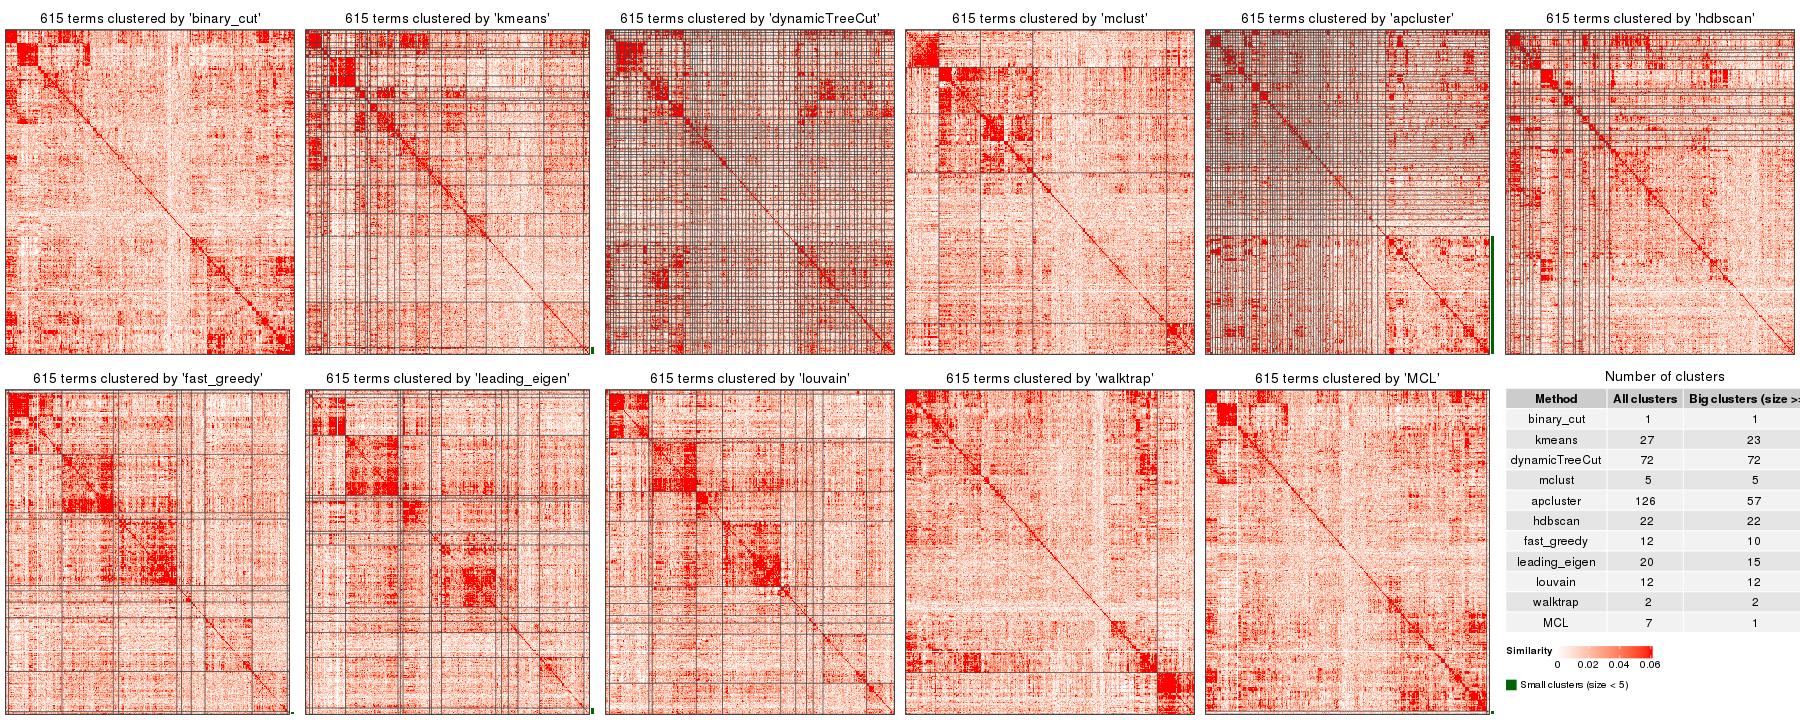 615 terms clustered by 'binary_cut'
615 terms clustered by 'kmeans'
615 terms clustered by 'dynamicTreeCut'
615 terms clustered by 'mclust'
615 terms clustered by 'apcluster'
615 terms clustered by 'hdbscan'
615 terms clustered by 'fast_greedy'
615 terms clustered by 'leading_eigen'
615 terms clustered by 'louvain'
615 terms clustered by 'walktrap'
615 terms clustered by 'MCL'
Number of clusters
Method All clusters Big clusters (size >=
binary_cut 1 1
kmeans 27 23
dynamicTreeCut 72 72
mclust 5 5
apcluster 126 57
hdbscan 22 22
fast_greedy 12 10
leading_eigen 20 15
louvain 12 12
walktrap 2 2
MCL 7 1
Similarity
0 0.02 0.04 0.06
Small clusters (size < 5)